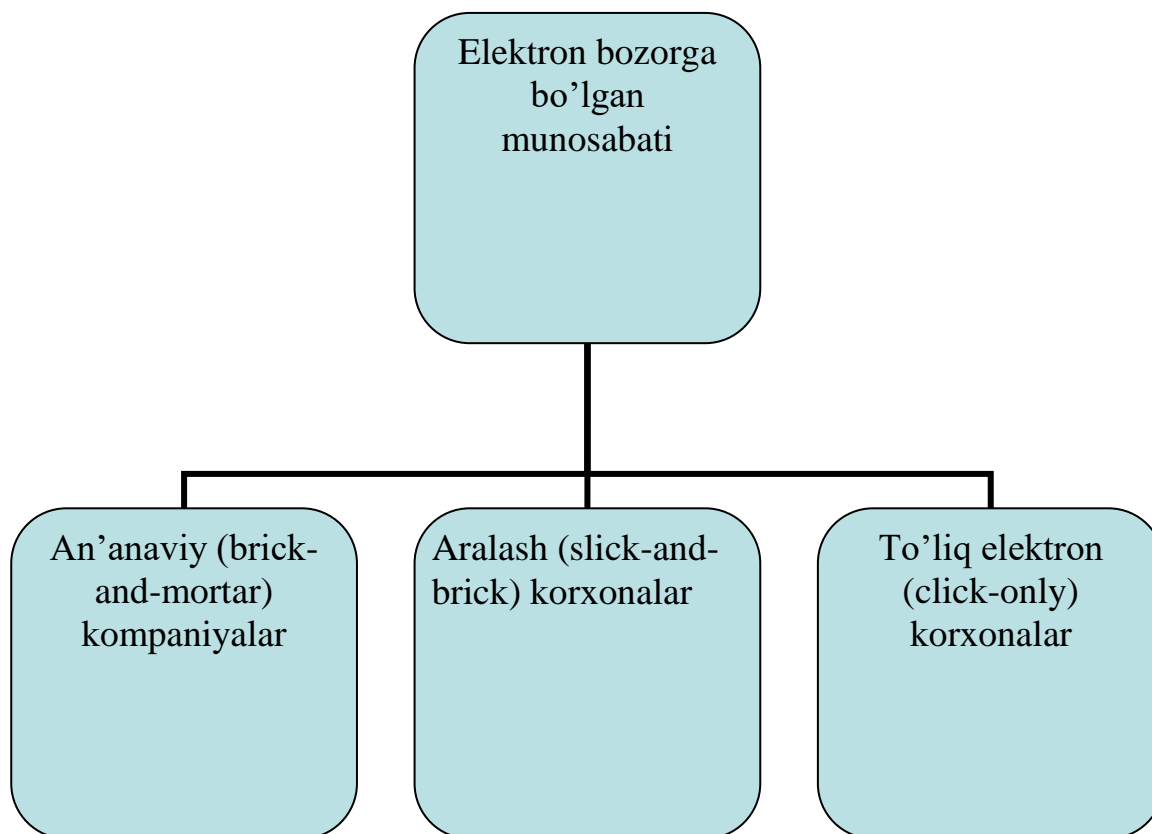 Elektron bozorga
bo’lgan
munosabati
An’anaviy (brick-
and-mortar)
kompaniyalar
Aralash (slick-and-
brick) korxonalar
To’liq elektron
(click-only)
korxonalar